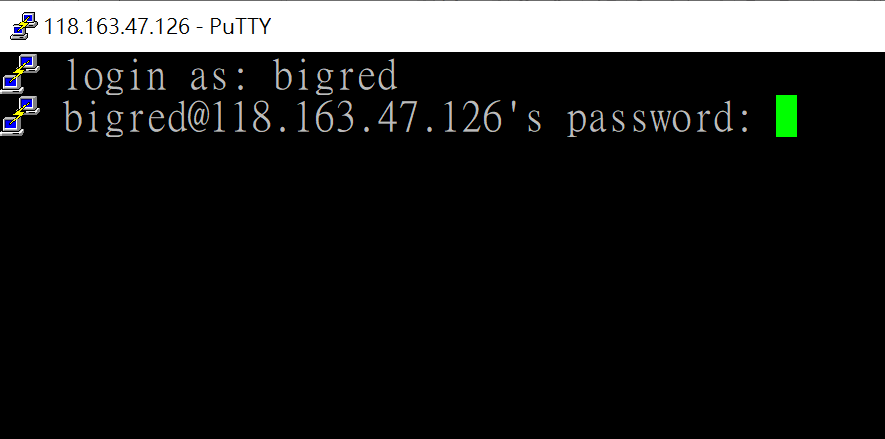 118.163.47.126 - PuTTY
login as: bigred
bigred@118.163.47.126's password: